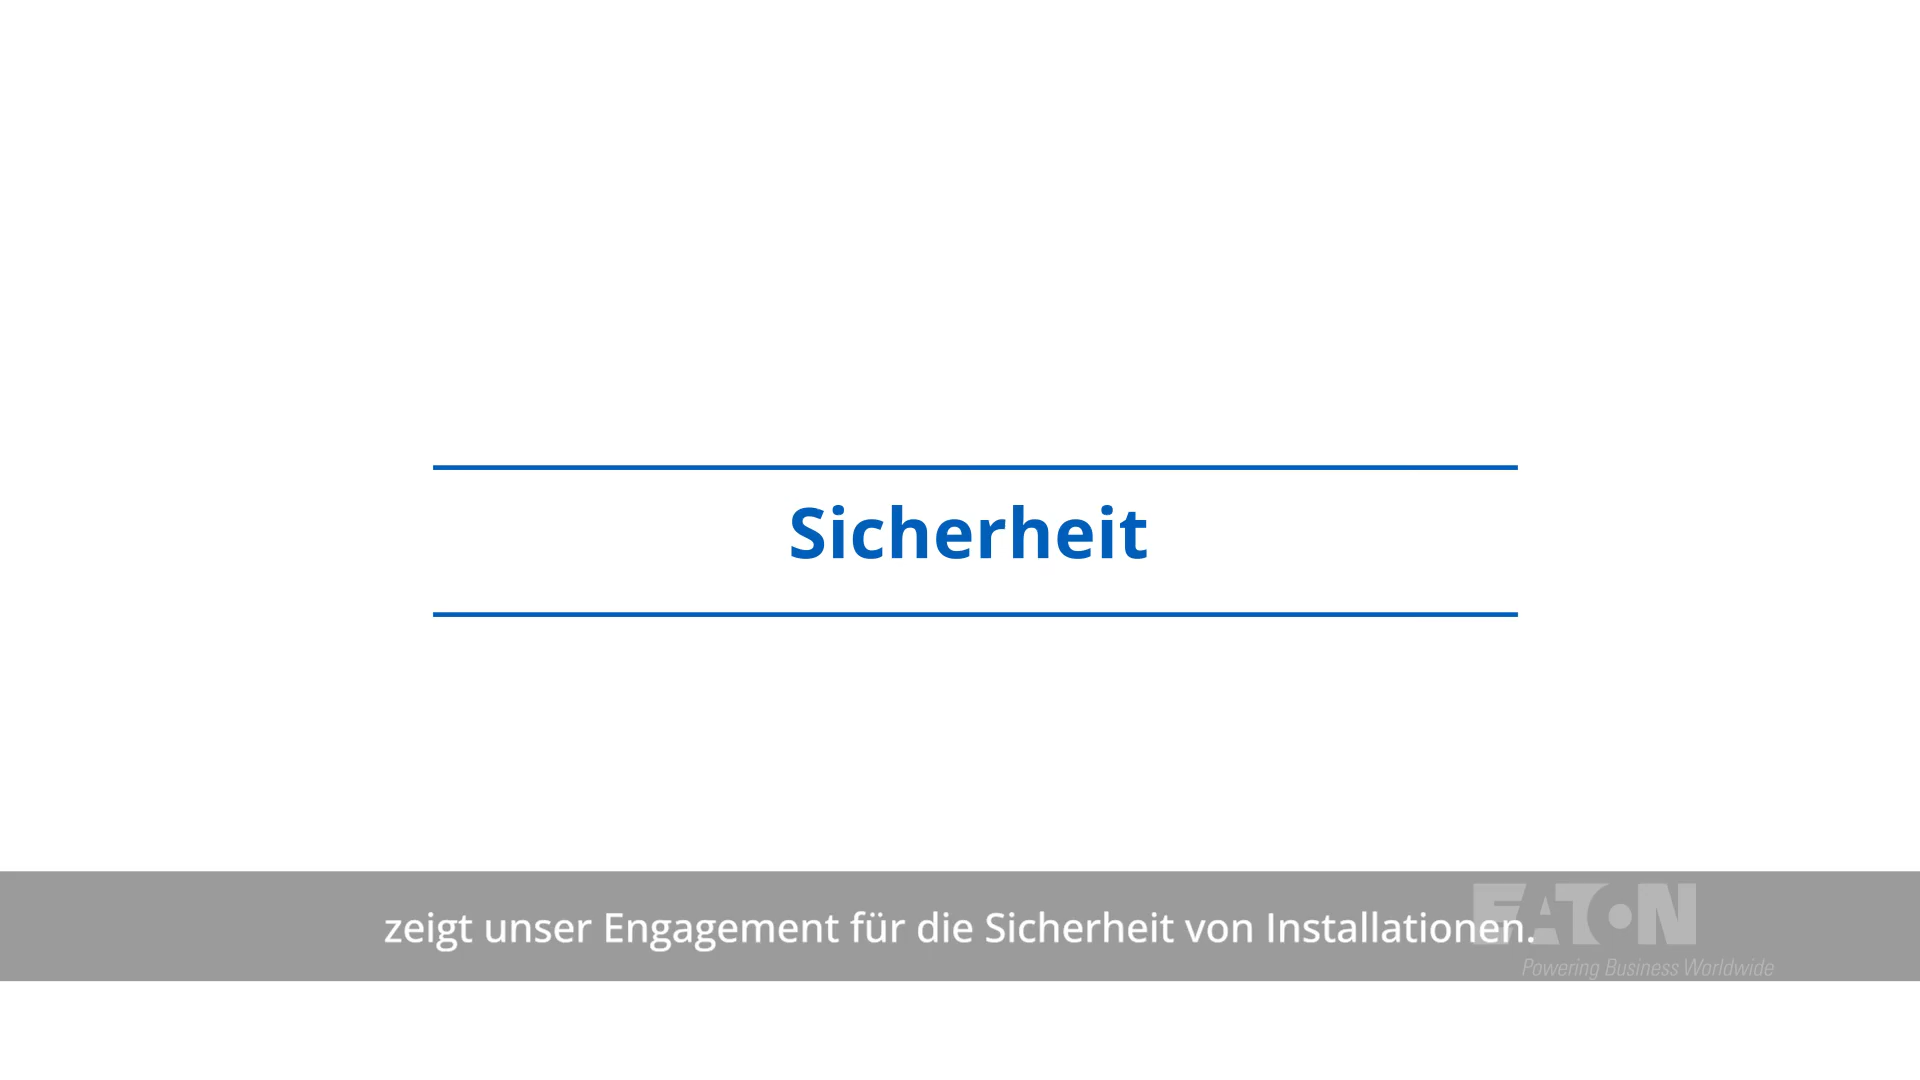 Sicherheit
zeigt unser Engagement für die Sicherheit von Installationen.
EATON
Powering Business Worldwide